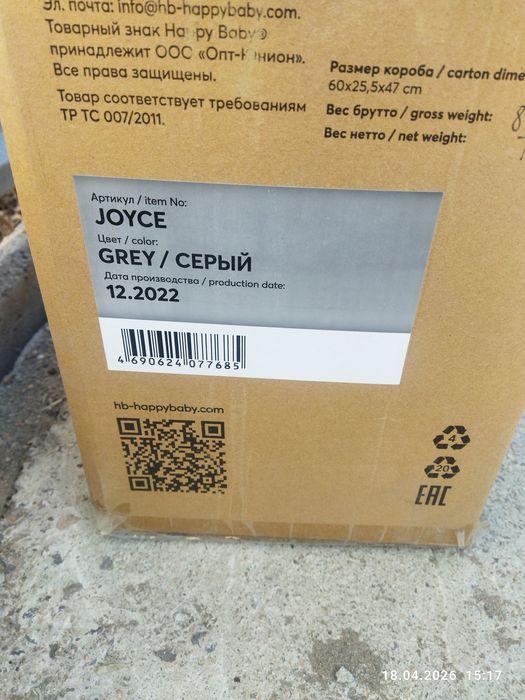 Эл. почта: info@hb-happybaby.com.
Товарный знак Happy Baby®
принадлежит ООО «Опт-Юнион».
Все права защищены.
Товар соответствует требованиям
ТР ТС 007/2011.
Размер короба / carton dime
60x25,5x47 cm
Вес брутто / gross weight: 8
Вес нетто / net weight:
Артикул / item No:
JOYCE
Цвет / color:
GREY / СЕРЫЙ
Дата производства / production date:
12.2022
4 690624 077685
hb-happybaby.com
4
20
EAC
18.04.2026 15:17